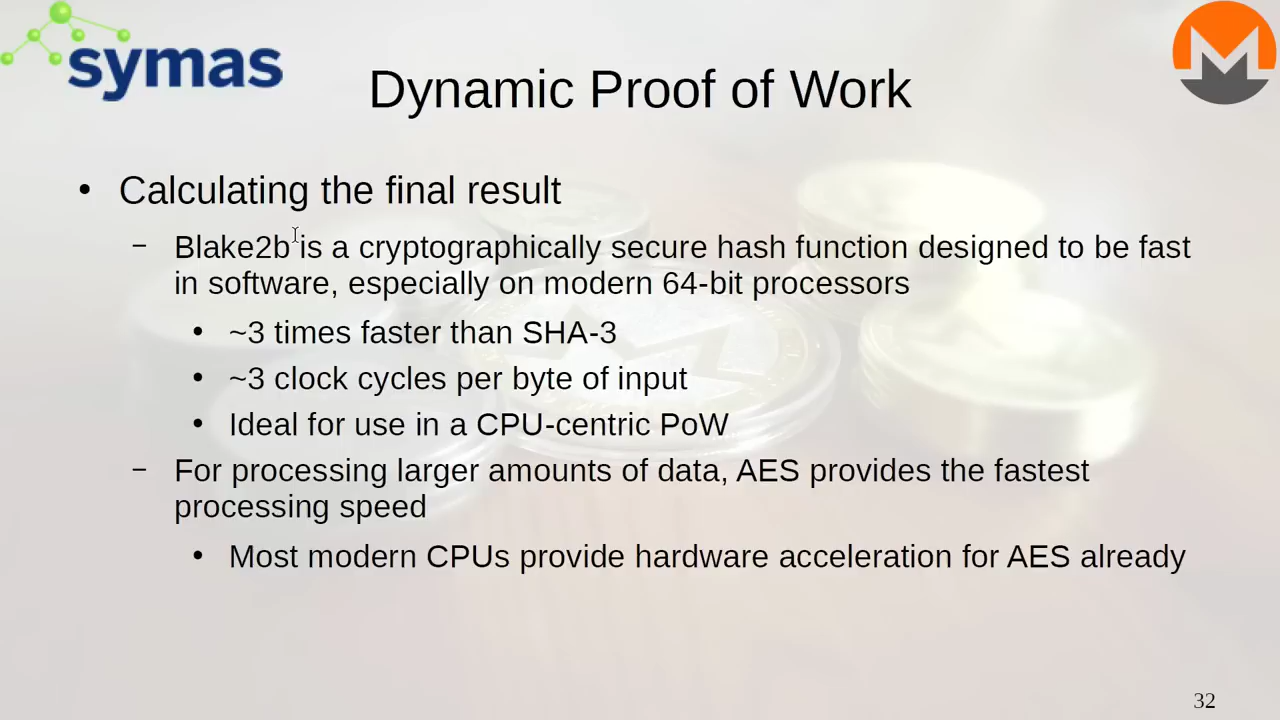 symas
Dynamic Proof of Work
• Calculating the final result
– Blake2b is a cryptographically secure hash function designed to be fast
in software, especially on modern 64-bit processors
• ~3 times faster than SHA-3
• ~3 clock cycles per byte of input
• Ideal for use in a CPU-centric PoW
– For processing larger amounts of data, AES provides the fastest
processing speed
• Most modern CPUs provide hardware acceleration for AES already
32